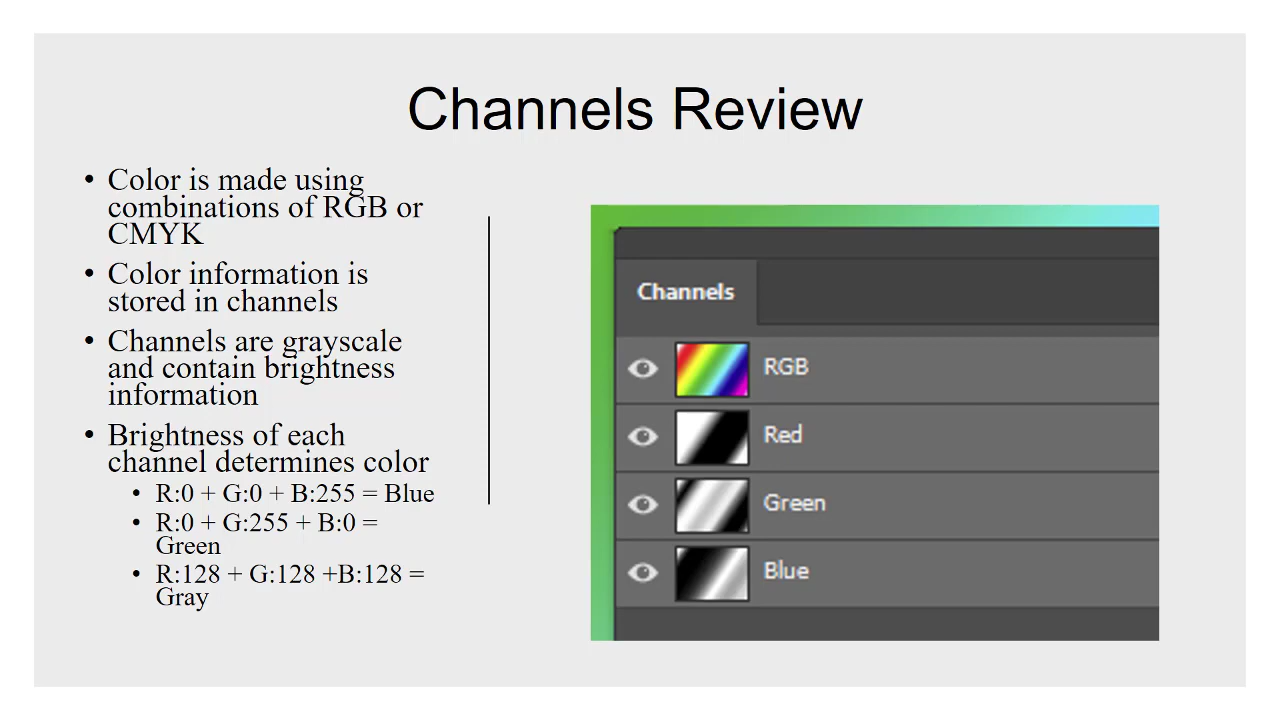 Channels Review
• Color is made using
combinations of RGB or
CMYK
• Color information is
stored in channels
• Channels are grayscale
and contain brightness
information
• Brightness of each
channel determines color
• R:0 + G:0 + B:255 = Blue
• R:0 + G:255 + B:0 =
Green
• R:128 + G:128 +B:128 =
Gray
Channels
RGB
Red
Green
Blue